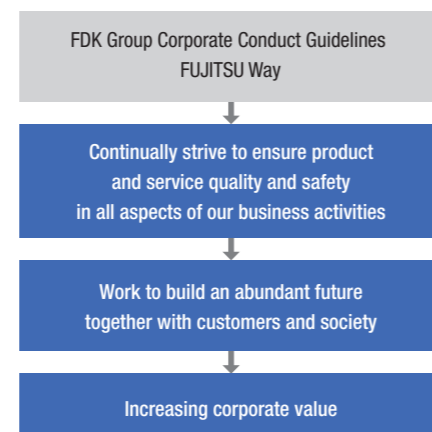 FDK Group Corporate Conduct Guidelines
FUJITSU Way
Continually strive to ensure product
and service quality and safety
in all aspects of our business activities
Work to build an abundant future
together with customers and society
Increasing corporate value